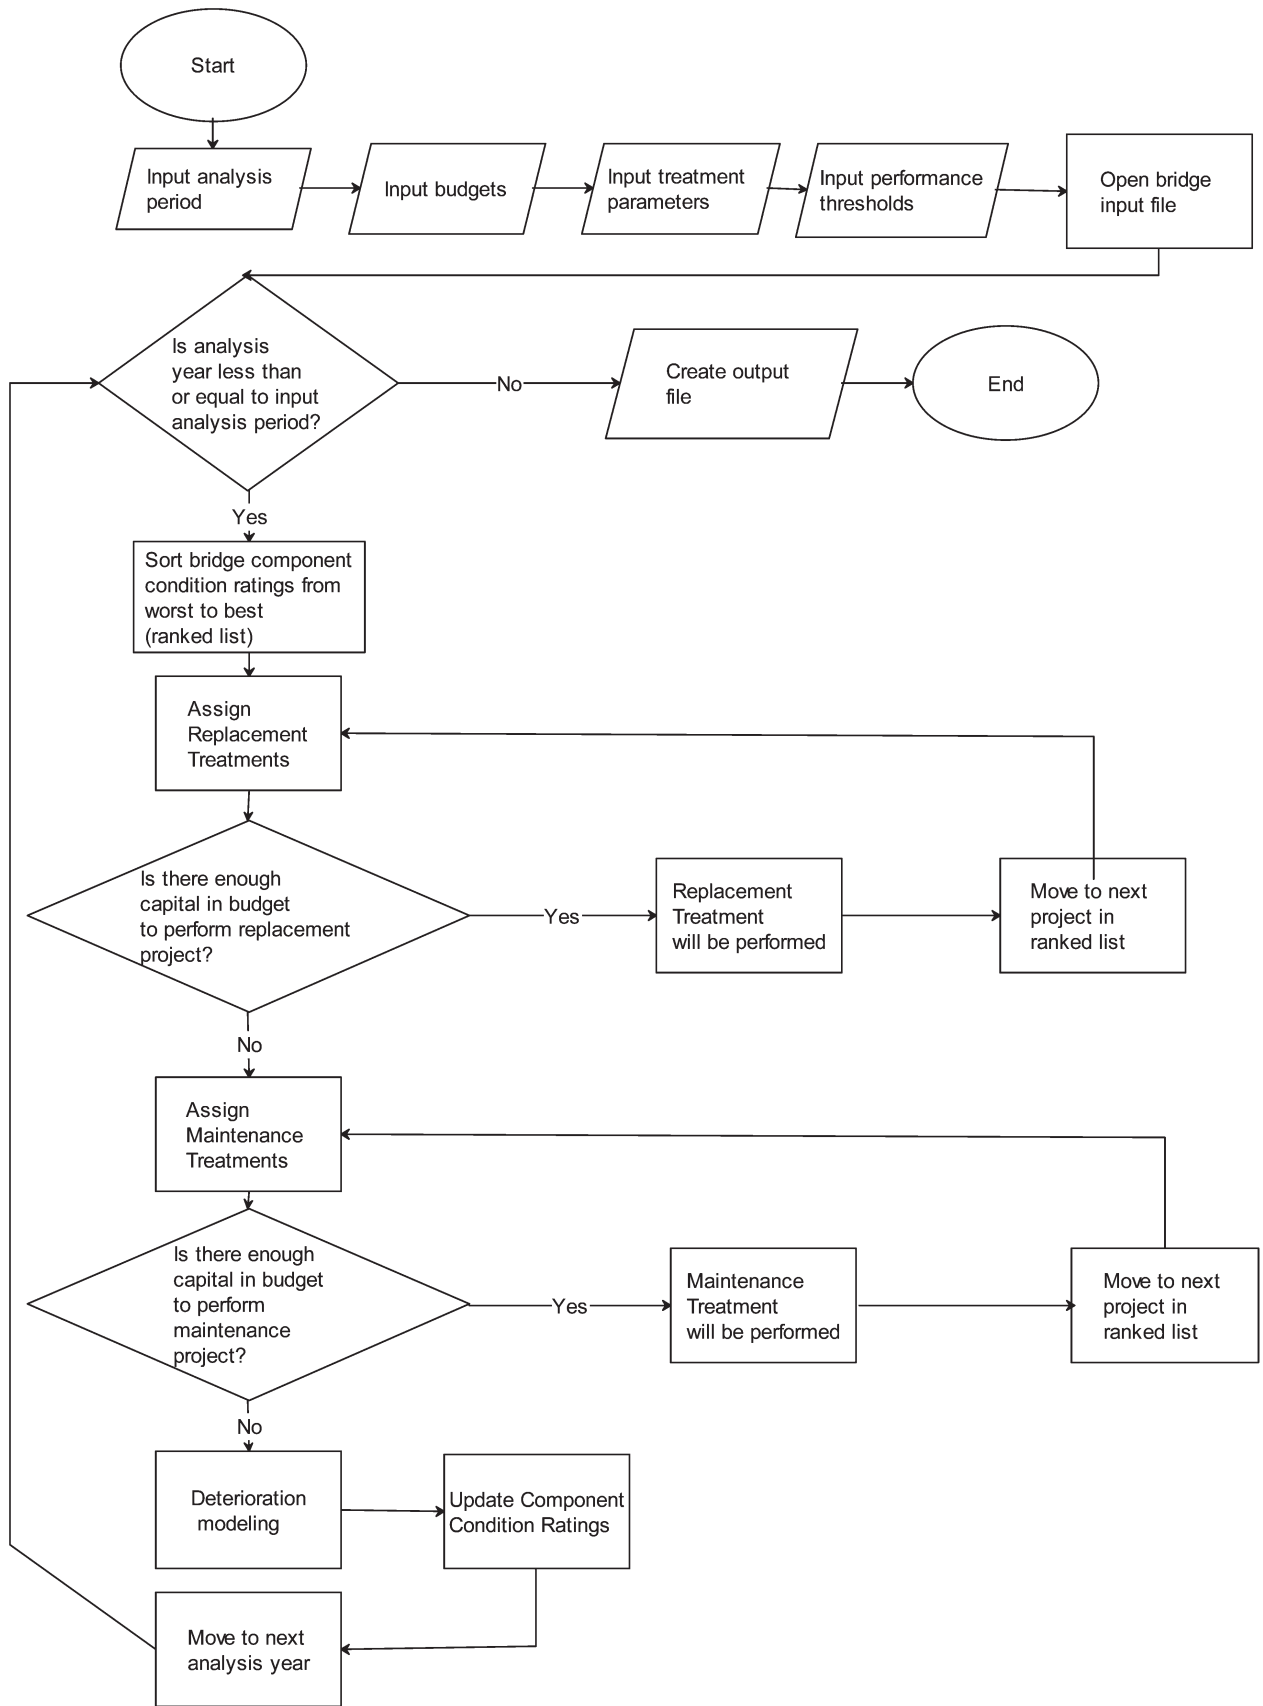 Start
Input analysis
period
Input budgets
Input treatment
parameters
Input performance
thresholds
Open bridge
input file
Is analysis
year less than
or equal to input
analysis period?
No
Create output
file
End
Yes
Sort bridge component
condition ratings from
worst to best
(ranked list)
Assign
Replacement
Treatments
Is there enough
capital in budget
to perform replacement
project?
Yes
Replacement
Treatment
will be performed
Move to next
project in
ranked list
No
Assign
Maintenance
Treatments
Is there enough
capital in budget
to perform
maintenance
project?
Yes
Maintenance
Treatment
will be performed
Move to next
project in
ranked list
No
Deterioration
modeling
Update Component
Condition Ratings
Move to next
analysis year